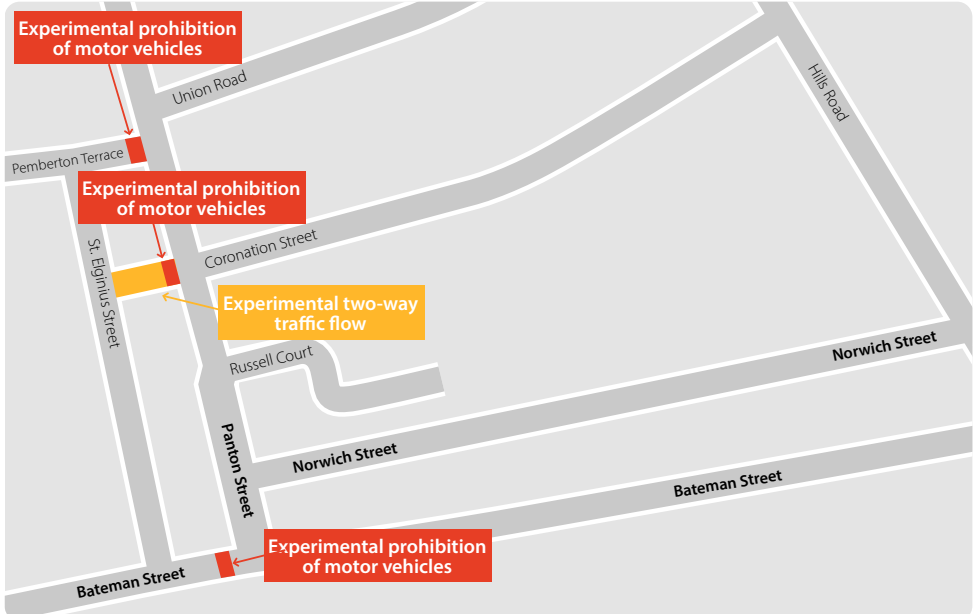 Experimental prohibition
of motor vehicles
Union Road
Hills Road
Pemberton Terrace
Experimental prohibition
of motor vehicles
Coronation Street
St. Elginius Street
Experimental two-way
traffic flow
Russell Court
Norwich Street
Panton Street
Norwich Street
Bateman Street
Experimental prohibition
of motor vehicles
Bateman Street